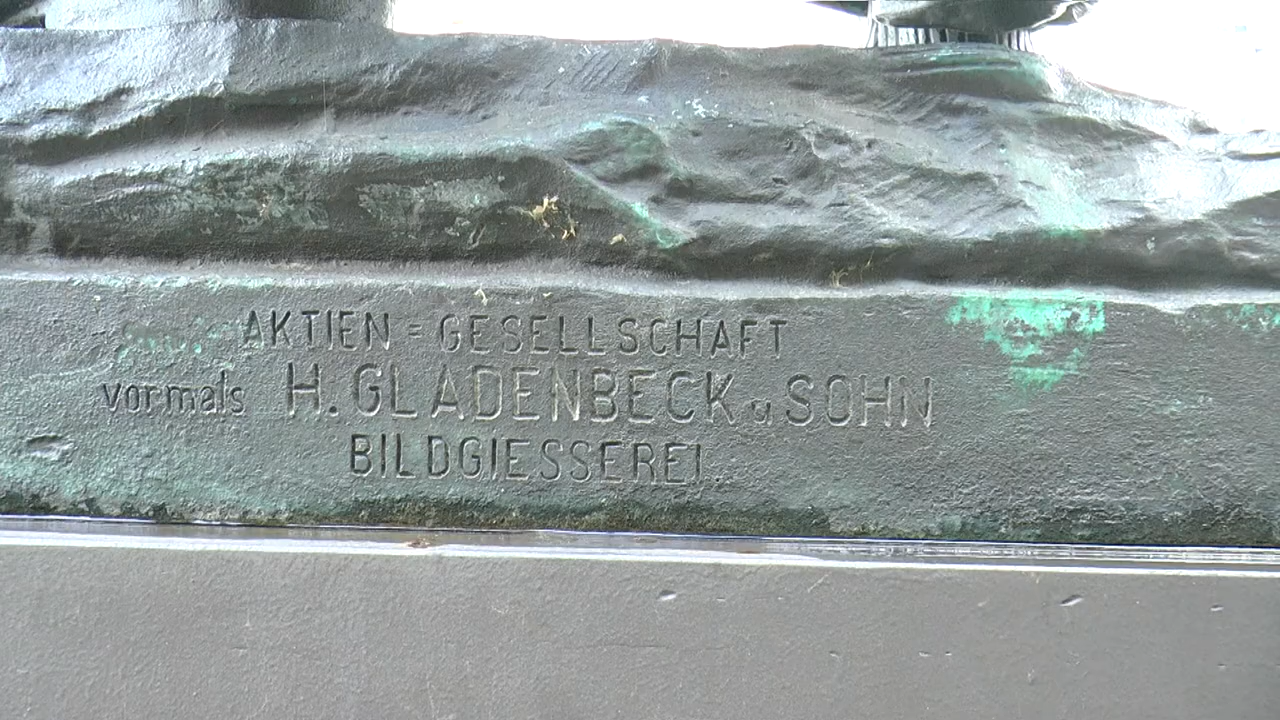 AKTIEN = GESELLSCHAFT
vormals H. GLADENBECK u SOHN
BILDGIESSEREI.